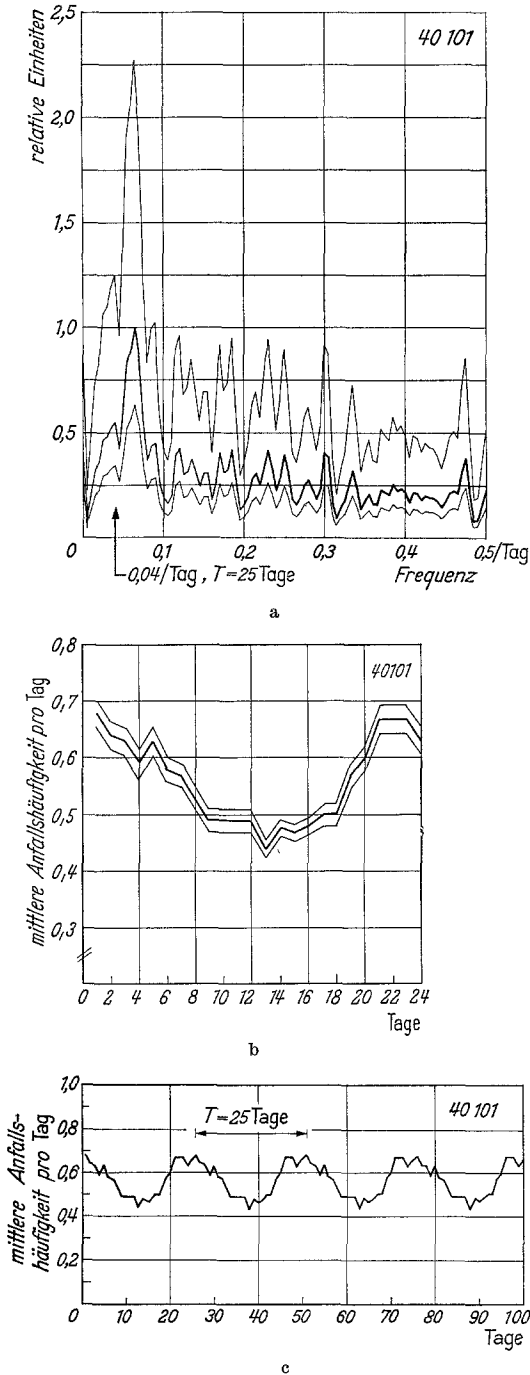 2,5
40 101
relative Einheiten
2,0
1,5
1,0
0,5
0
0,1
0,2
0,3
0,4
0,5/Tag
0,04/Tag, T=25 Tage
Frequenz
a
0,8
40101
0,7
mittlere Anfallshäufigkeit pro Tag
0,6
0,5
0,4
0,3
0 2 4 6 8 10 12 14 16 18 20 22 24
Tage
b
1,0
T=25 Tage
40 101
0,8
mittlere Anfalls-
häufigkeit pro Tag
0,6
0,4
0,2
0
0 10 20 30 40 50 60 70 80 90 100
Tage
c